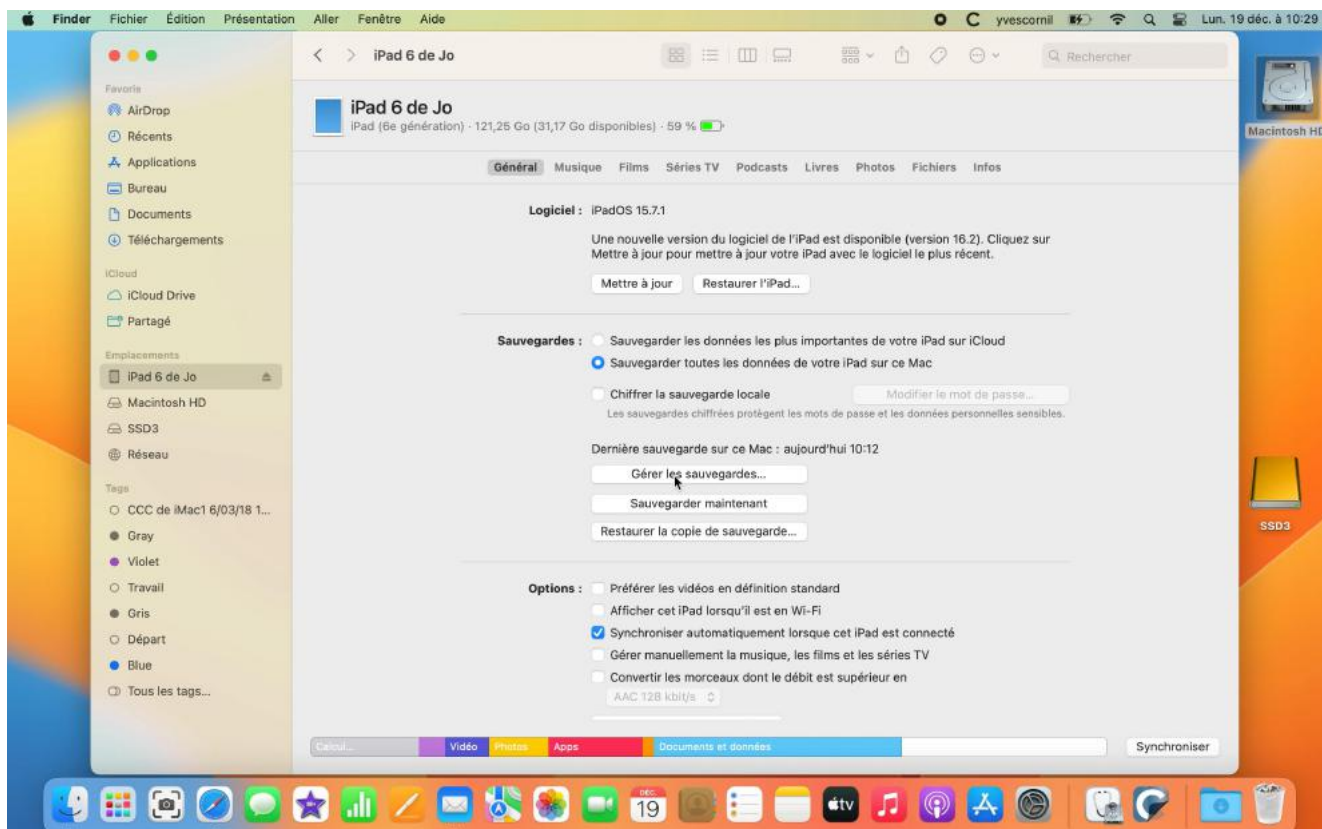 Finder Fichier Édition Présentation Aller Fenêtre Aide yvescornil Lun. 19 déc. à 10:29
iPad 6 de Jo
Rechercher
Favoris
AirDrop
Récents
Applications
Bureau
Documents
Téléchargements
iCloud
iCloud Drive
Partagé
Emplacements
iPad 6 de Jo
Macintosh HD
SSD3
Réseau
Tags
CCC de iMac1 6/03/18 1...
Gray
Violet
Travail
Gris
Départ
Blue
Tous les tags...
iPad 6 de Jo
iPad (6e génération) · 121,25 Go (31,17 Go disponibles) · 59 %
Général Musique Films Séries TV Podcasts Livres Photos Fichiers Infos
Logiciel : iPadOS 15.7.1
Une nouvelle version du logiciel de l'iPad est disponible (version 16.2). Cliquez sur
Mettre à jour pour mettre à jour votre iPad avec le logiciel le plus récent.
Mettre à jour Restaurer l'iPad...
Sauvegardes : Sauvegarder les données les plus importantes de votre iPad sur iCloud
Sauvegarder toutes les données de votre iPad sur ce Mac
Chiffrer la sauvegarde locale Modifier le mot de passe...
Les sauvegardes chiffrées protègent les mots de passe et les données personnelles sensibles.
Dernière sauvegarde sur ce Mac : aujourd'hui 10:12
Gérer les sauvegardes...
Sauvegarder maintenant
Restaurer la copie de sauvegarde...
Options : Préférer les vidéos en définition standard
Afficher cet iPad lorsqu'il est en Wi-Fi
Synchroniser automatiquement lorsque cet iPad est connecté
Gérer manuellement la musique, les films et les séries TV
Convertir les morceaux dont le débit est supérieur en
AAC 128 kbit/s
Calcul... Vidéo Photos Apps Documents et données Synchroniser
Macintosh HD
SSD3
DÉC.
19
tv